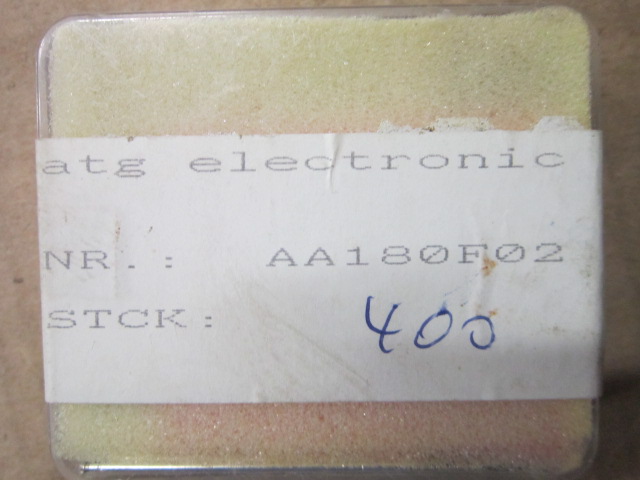 atg electronic
NR.: AA180F02
STCK: 400